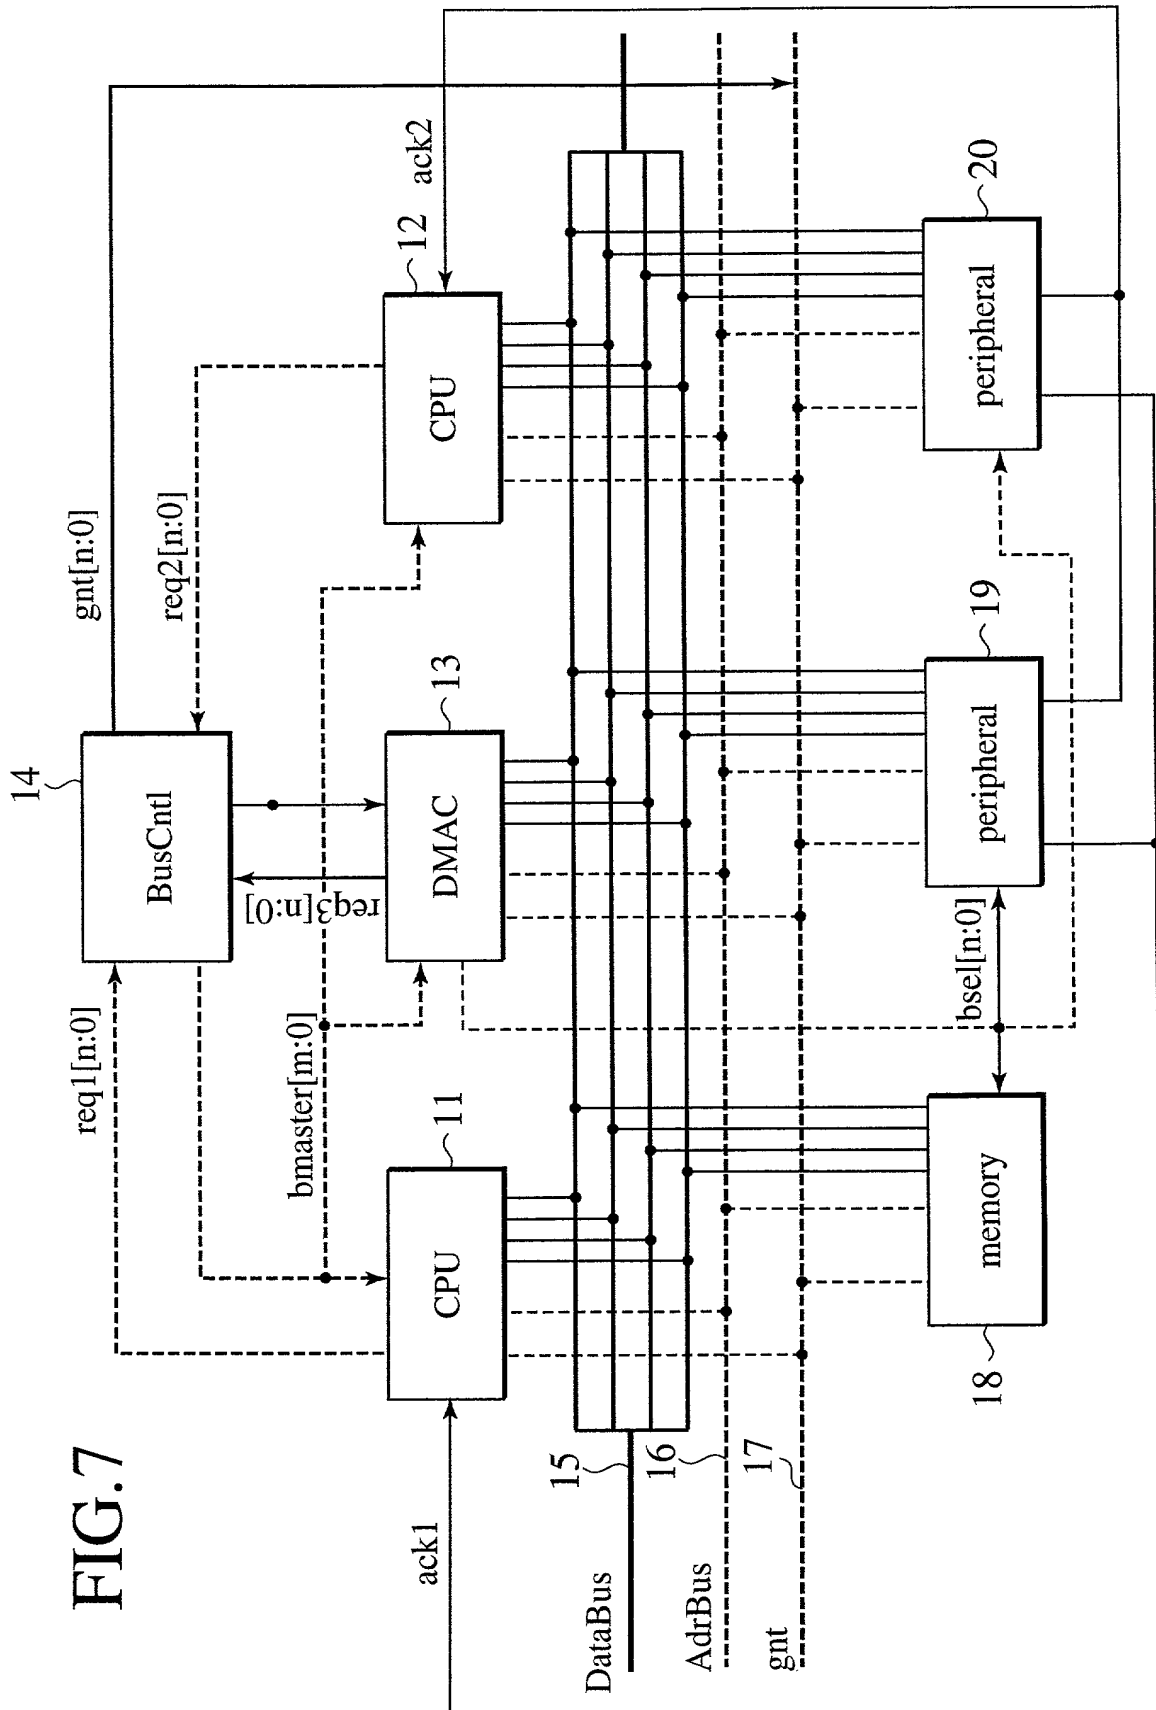 FIG.7
14
BusCntl
gnt[n:0]
req1[n:0]
req2[n:0]
req3[n:0]
bmaster[m:0]
ack1
CPU
11
DMAC
13
CPU
12
ack2
DataBus
15
16
AdrBus
17
gnt
memory
18
bsel[n:0]
peripheral
19
peripheral
20